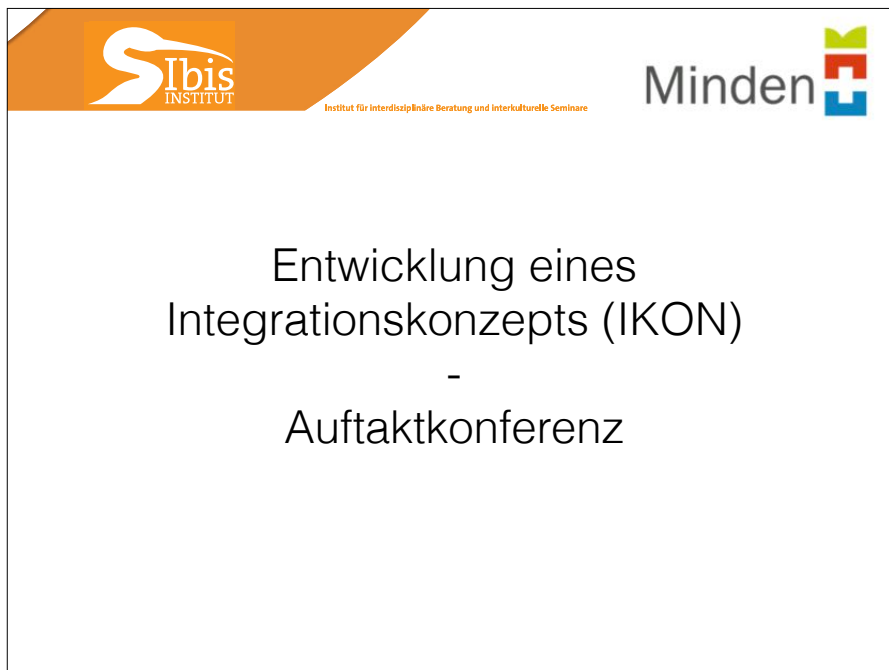 Ibis
INSTITUT
Institut für interdisziplinäre Beratung und interkulturelle Seminare
Minden
Entwicklung eines
Integrationskonzepts (IKON)
-
Auftaktkonferenz